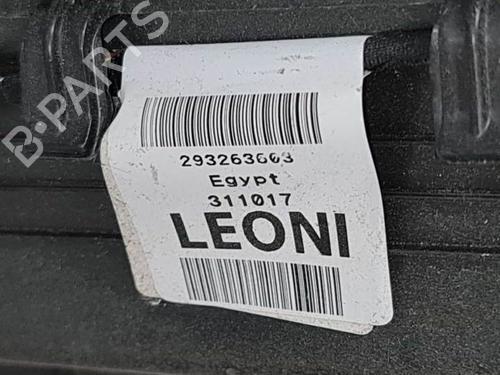 B-PARTS
293263603
Egypt
311017
LEONI